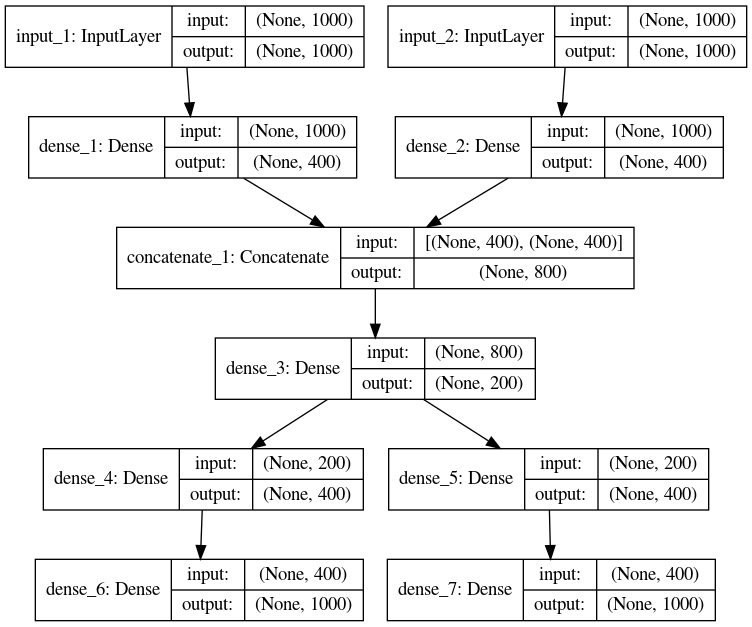 input_1: InputLayer
input: (None, 1000)
output: (None, 1000)
input_2: InputLayer
input: (None, 1000)
output: (None, 1000)
dense_1: Dense
input: (None, 1000)
output: (None, 400)
dense_2: Dense
input: (None, 1000)
output: (None, 400)
concatenate_1: Concatenate
input: [(None, 400), (None, 400)]
output: (None, 800)
dense_3: Dense
input: (None, 800)
output: (None, 200)
dense_4: Dense
input: (None, 200)
output: (None, 400)
dense_5: Dense
input: (None, 200)
output: (None, 400)
dense_6: Dense
input: (None, 400)
output: (None, 1000)
dense_7: Dense
input: (None, 400)
output: (None, 1000)